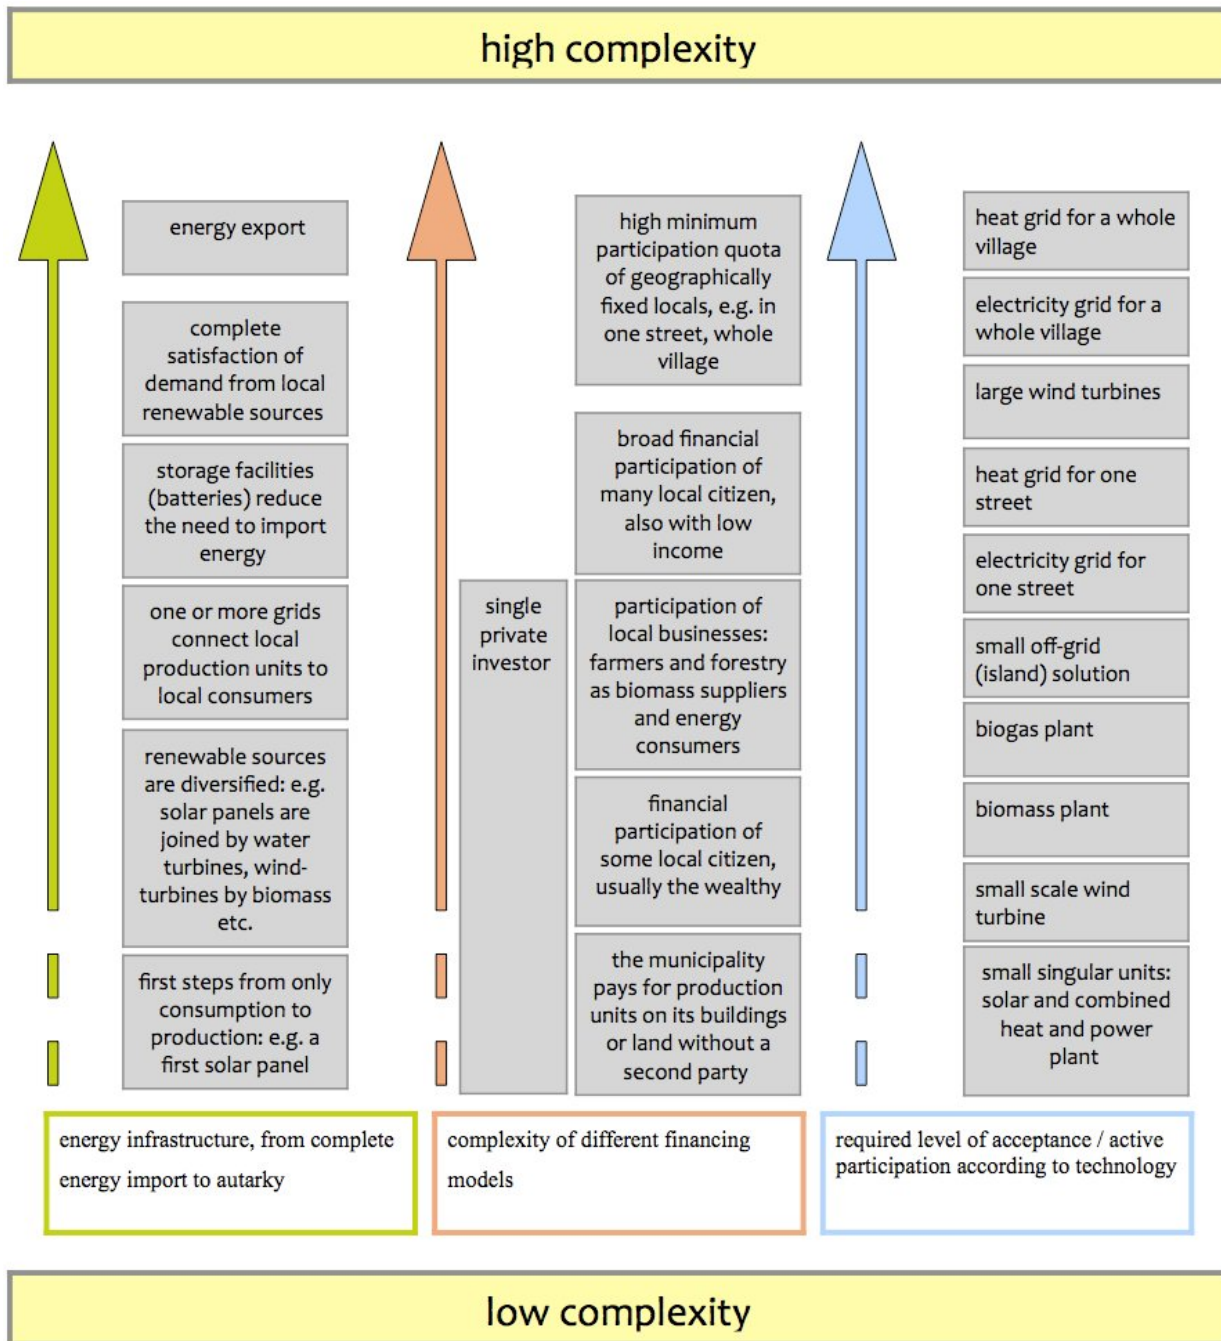 high complexity
energy export
complete
satisfaction of
demand from local
renewable sources
storage facilities
(batteries) reduce
the need to import
energy
one or more grids
connect local
production units to
local consumers
renewable sources
are diversified: e.g.
solar panels are
joined by water
turbines, wind-
turbines by biomass
etc.
first steps from only
consumption to
production: e.g. a
first solar panel
energy infrastructure, from complete
energy import to autarky
single
private
investor
high minimum
participation quota
of geographically
fixed locals, e.g. in
one street, whole
village
broad financial
participation of
many local citizen,
also with low
income
participation of
local businesses:
farmers and forestry
as biomass suppliers
and energy
consumers
financial
participation of
some local citizen,
usually the wealthy
the municipality
pays for production
units on its buildings
or land without a
second party
complexity of different financing
models
heat grid for a whole
village
electricity grid for a
whole village
large wind turbines
heat grid for one
street
electricity grid for
one street
small off-grid
(island) solution
biogas plant
biomass plant
small scale wind
turbine
small singular units:
solar and combined
heat and power
plant
required level of acceptance / active
participation according to technology
low complexity